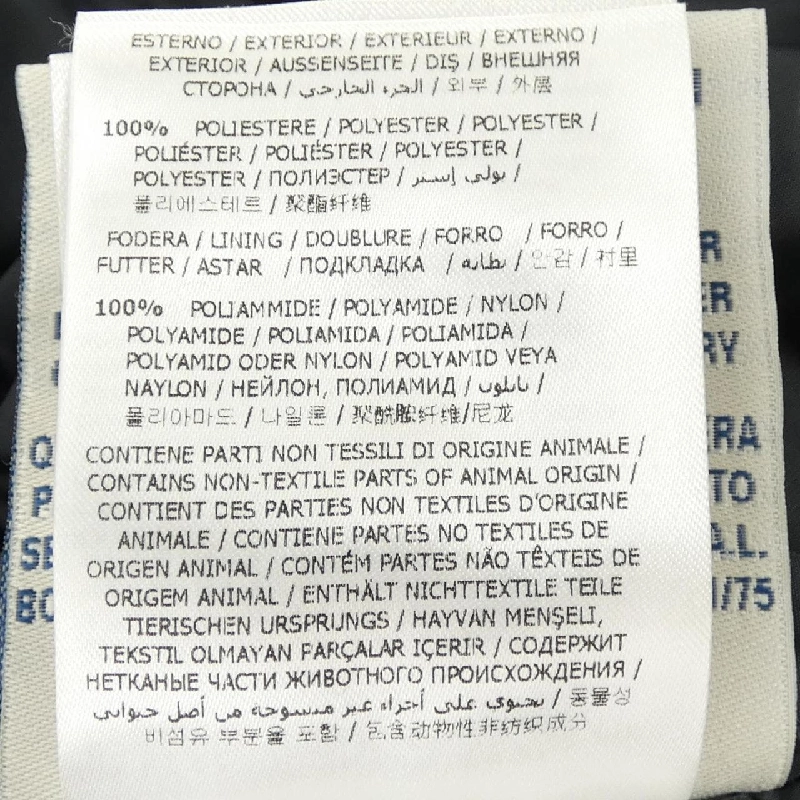 ESTERNO / EXTERIOR / EXTERIEUR / EXTERNO /
EXTERIOR / AUSSENSEITE / DIŞ / ВНЕШНЯЯ
СТОРОНА / الجزء الخارجي / 외부 / 外层
100% POLIESTERE / POLYESTER / POLYESTER /
POLIÉSTER / POLIÉSTER / POLYESTER /
POLYESTER / ПОЛИЭСТЕР / بولي إستر /
폴리에스테르 / 聚酯纤维
FODERA / LINING / DOUBLURE / FORRO / FORRO /
FUTTER / ASTAR / ПОДКЛАДКА / بطانة / 안감 / 衬里
100% POLIAMMIDE / POLYAMIDE / NYLON /
POLYAMIDE / POLIAMIDA / POLIAMIDA /
POLYAMID ODER NYLON / POLYAMID VEYA
NAYLON / НЕЙЛОН, ПОЛИАМИД / نايلون /
폴리아마드 / 나일론 / 聚酰胺纤维/尼龙
CONTIENE PARTI NON TESSILI DI ORIGINE ANIMALE /
CONTAINS NON-TEXTILE PARTS OF ANIMAL ORIGIN /
CONTIENT DES PARTIES NON TEXTILES D'ORIGINE
ANIMALE / CONTIENE PARTES NO TEXTILES DE
ORIGEN ANIMAL / CONTÉM PARTES NÃO TÊXTEIS DE
ORIGEM ANIMAL / ENTHÄLT NICHTTEXTILE TEILE
TIERISCHEN URSPRUNGS / HAYVAN MENŞELİ,
TEKSTIL OLMAYAN PARÇALAR IÇERIR / СОДЕРЖИТ
НЕТКАНЫЕ ЧАСТИ ЖИВОТНОГО ПРОИСХОЖДЕНИЯ /
يحتوي على أجزاء غير منسوجة من أصل حيواني / 동물성
비섬유 부분을 포함 / 包含动物性非纺织成分